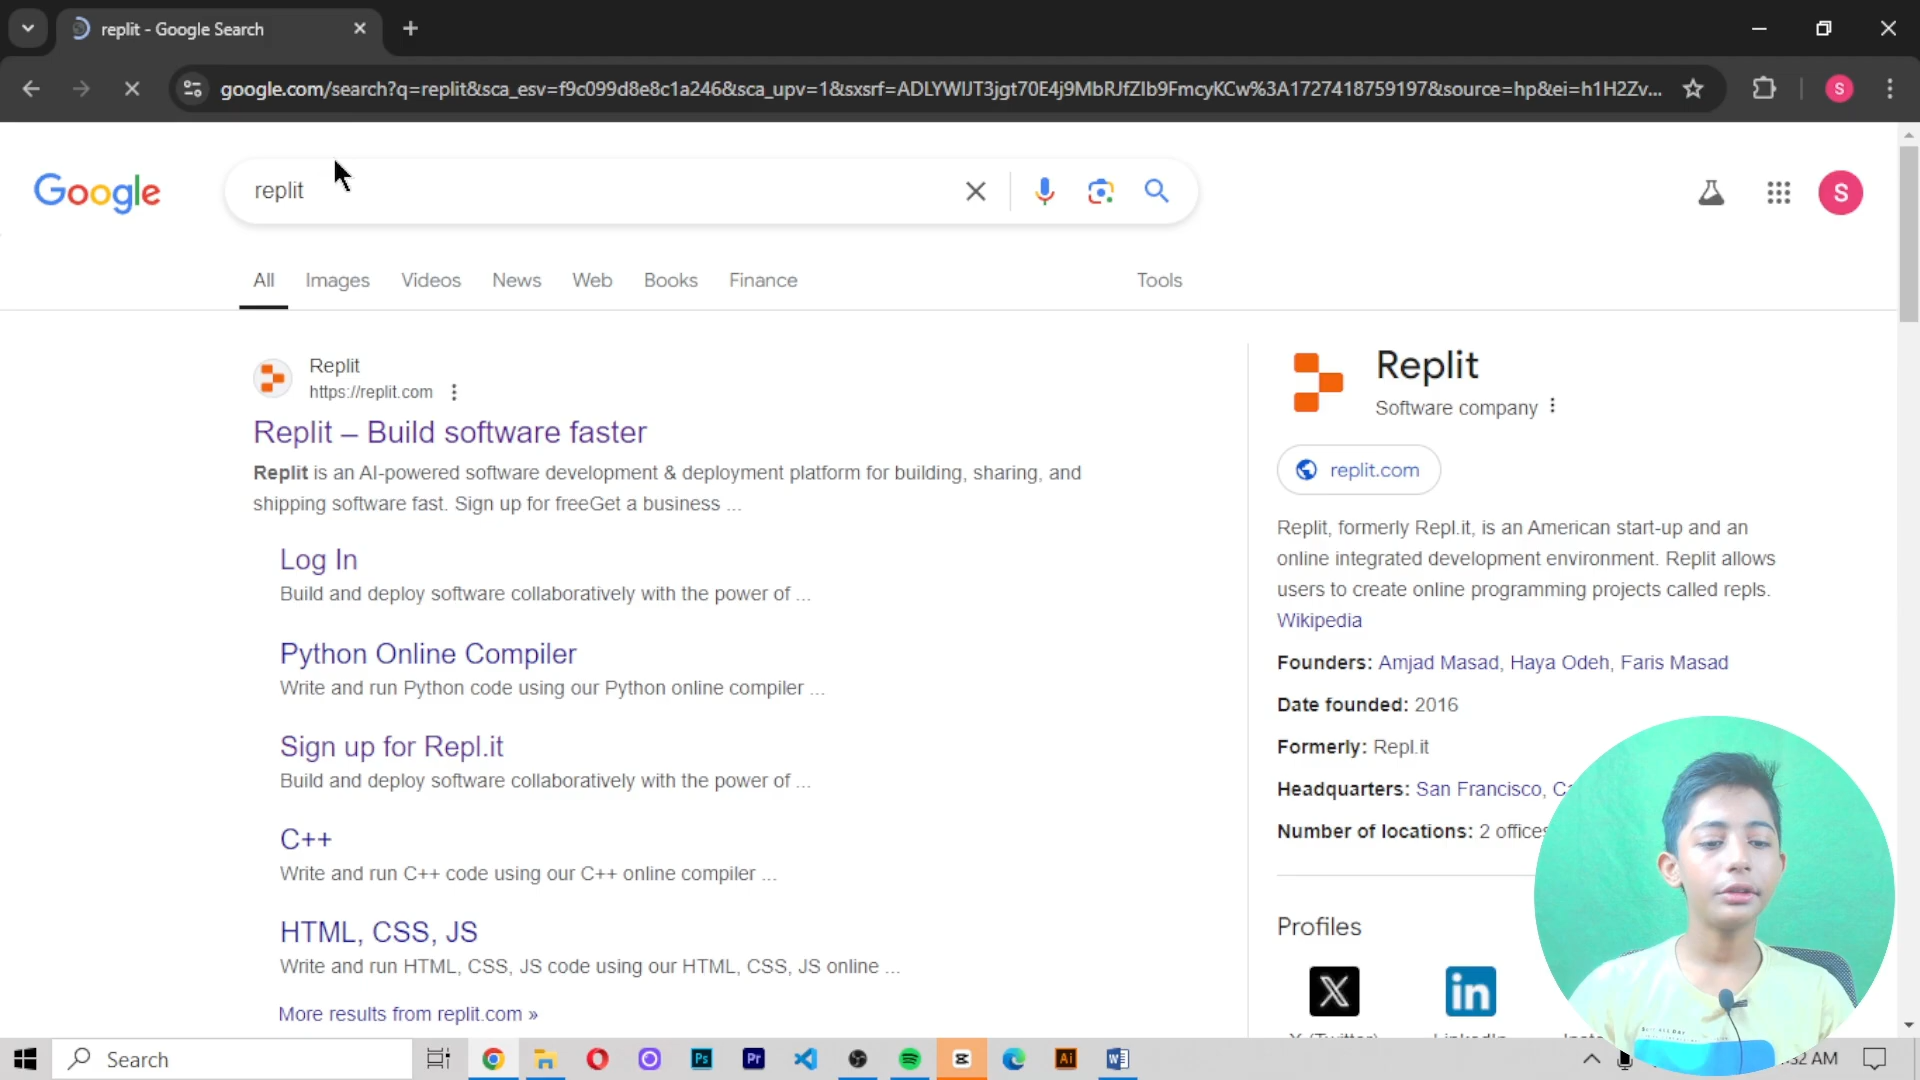 replit - Google Search
google.com/search?q=replit&sca_esv=f9c099d8e8c1a246&sca_upv=1&sxsrf=ADLYWIJT3jgt70E4j9MbRJfZIb9FmcyKCw%3A1727418759197&source=hp&ei=h1H2Zv...
S
Google
replit
S
All Images Videos News Web Books Finance Tools
Replit
https://replit.com
Replit – Build software faster
Replit is an AI-powered software development & deployment platform for building, sharing, and
shipping software fast. Sign up for freeGet a business ...
Log In
Build and deploy software collaboratively with the power of ...
Python Online Compiler
Write and run Python code using our Python online compiler ...
Sign up for Repl.it
Build and deploy software collaboratively with the power of ...
C++
Write and run C++ code using our C++ online compiler ...
HTML, CSS, JS
Write and run HTML, CSS, JS code using our HTML, CSS, JS online ...
More results from replit.com »
Replit
Software company
replit.com
Replit, formerly Repl.it, is an American start-up and an
online integrated development environment. Replit allows
users to create online programming projects called repls.
Wikipedia
Founders: Amjad Masad, Haya Odeh, Faris Masad
Date founded: 2016
Formerly: Repl.it
Headquarters: San Francisco,
Number of locations: 2 offices
Profiles
X
in
X (Twitter) LinkedIn
Search
Ps
Pr
Ai
W
:32 AM